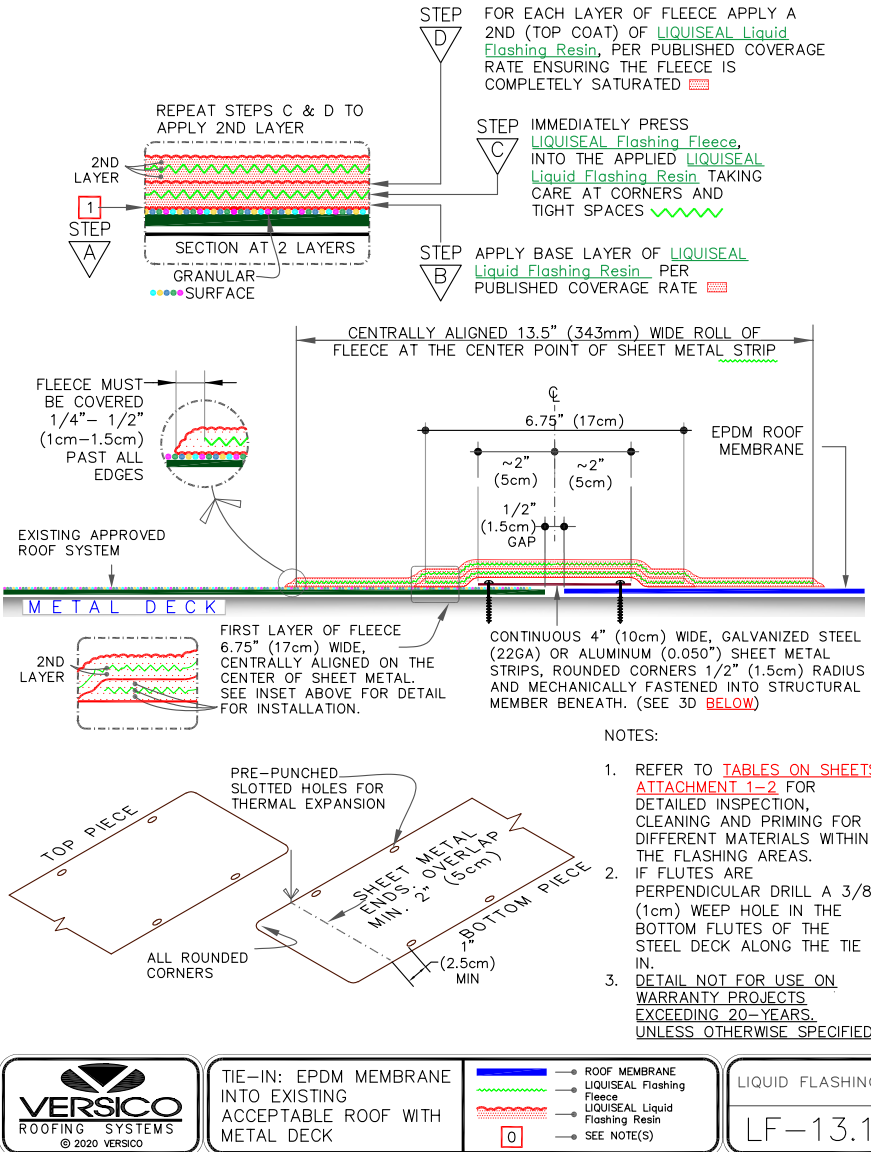 STEP
D
FOR EACH LAYER OF FLEECE APPLY A
2ND (TOP COAT) OF LIQUISEAL Liquid
Flashing Resin, PER PUBLISHED COVERAGE
RATE ENSURING THE FLEECE IS
COMPLETELY SATURATED
REPEAT STEPS C & D TO
APPLY 2ND LAYER
STEP
C
IMMEDIATELY PRESS
LIQUISEAL Flashing Fleece,
INTO THE APPLIED LIQUISEAL
Liquid Flashing Resin TAKING
CARE AT CORNERS AND
TIGHT SPACES
2ND
LAYER
1
STEP
A
SECTION AT 2 LAYERS
GRANULAR
SURFACE
STEP
B
APPLY BASE LAYER OF LIQUISEAL
Liquid Flashing Resin PER
PUBLISHED COVERAGE RATE
CENTRALLY ALIGNED 13.5” (343mm) WIDE ROLL OF
FLEECE AT THE CENTER POINT OF SHEET METAL STRIP
FLEECE MUST
BE COVERED
1/4”– 1/2”
(1cm–1.5cm)
PAST ALL
EDGES
℄
6.75” (17cm)
~2”
(5cm)
~2”
(5cm)
1/2”
(1.5cm)
GAP
EPDM ROOF
MEMBRANE
EXISTING APPROVED
ROOF SYSTEM
METAL DECK
2ND
LAYER
FIRST LAYER OF FLEECE
6.75” (17cm) WIDE,
CENTRALLY ALIGNED ON THE
CENTER OF SHEET METAL.
SEE INSET ABOVE FOR DETAIL
FOR INSTALLATION.
CONTINUOUS 4” (10cm) WIDE, GALVANIZED STEEL
(22GA) OR ALUMINUM (0.050”) SHEET METAL
STRIPS, ROUNDED CORNERS 1/2” (1.5cm) RADIUS
AND MECHANICALLY FASTENED INTO STRUCTURAL
MEMBER BENEATH. (SEE 3D BELOW)
PRE-PUNCHED
SLOTTED HOLES FOR
THERMAL EXPANSION
TOP PIECE
SHEET METAL
ENDS, OVERLAP
MIN. 2” (5cm)
BOTTOM PIECE
1”
(2.5cm)
MIN
ALL ROUNDED
CORNERS
NOTES:
1. REFER TO TABLES ON SHEETS
ATTACHMENT 1–2 FOR
DETAILED INSPECTION,
CLEANING AND PRIMING FOR
DIFFERENT MATERIALS WITHIN
THE FLASHING AREAS.
2. IF FLUTES ARE
PERPENDICULAR DRILL A 3/8
(1cm) WEEP HOLE IN THE
BOTTOM FLUTES OF THE
STEEL DECK ALONG THE TIE
IN.
3. DETAIL NOT FOR USE ON
WARRANTY PROJECTS
EXCEEDING 20–YEARS.
UNLESS OTHERWISE SPECIFIED
VERSICO
ROOFING SYSTEMS
© 2020 VERSICO
TIE–IN: EPDM MEMBRANE
INTO EXISTING
ACCEPTABLE ROOF WITH
METAL DECK
ROOF MEMBRANE
LIQUISEAL Flashing
Fleece
LIQUISEAL Liquid
Flashing Resin
0 SEE NOTE(S)
LIQUID FLASHING
LF–13.1